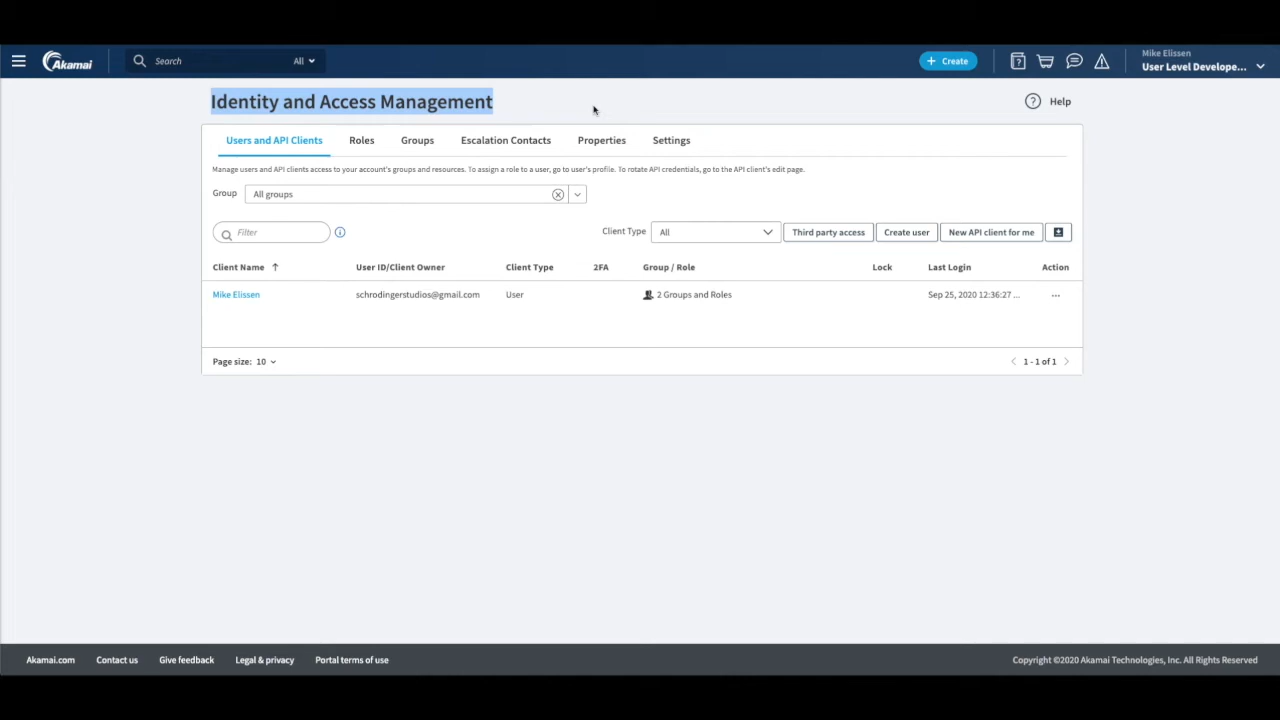 Akamai
Search
All
Create
Mike Elissen
User Level Develope...
Identity and Access Management
Help
Users and API Clients
Roles
Groups
Escalation Contacts
Properties
Settings
Manage users and API clients access to your account's groups and resources. To assign a role to a user, go to user's profile. To rotate API credentials, go to the API client's edit page.
Group
All groups
Filter
Client Type
All
Third party access
Create user
New API client for me
Client Name
User ID/Client Owner
Client Type
2FA
Group / Role
Lock
Last Login
Action
Mike Elissen
schrodingerstudios@gmail.com
User
2 Groups and Roles
Sep 25, 2020 12:36:27 ...
...
Page size: 10
1 - 1 of 1
Akamai.com
Contact us
Give feedback
Legal & privacy
Portal terms of use
Copyright ©2020 Akamai Technologies, Inc. All Rights Reserved